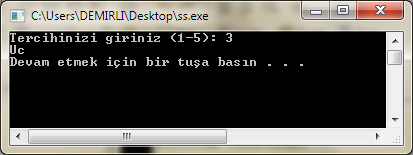 C:\Users\DEMIRLI\Desktop\ss.exe
Tercihinizi giriniz (1-5): 3
Uc
Devam etmek için bir tuşa basın . . .